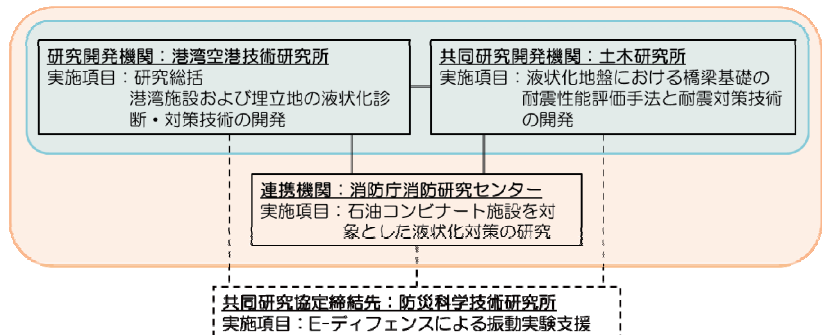 研究開発機関：港湾空港技術研究所
実施項目：研究総括
港湾施設および埋立地の液状化診
断・対策技術の開発
共同研究開発機関：土木研究所
実施項目：液状化地盤における橋梁基礎の
耐震性能評価手法と耐震対策技術
の開発
連携機関：消防庁消防研究センター
実施項目：石油コンビナート施設を対
象とした液状化対策の研究
共同研究協定締結先：防災科学技術研究所
実施項目：E-ディフェンスによる振動実験支援